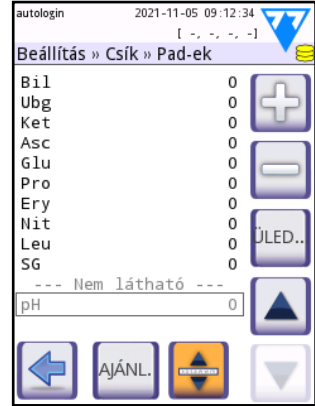 autologin 2021-11-05 09:12:34
[ -, -, -, -]
Beállítás » Csík » Pad-ek
Bil 0
Ubg 0
Ket 0
Asc 0
Glu 0
Pro 0
Ery 0
Nit 0
Leu 0
SG 0
--- Nem látható ---
pH 0
ÜLED..
AJÁNL.